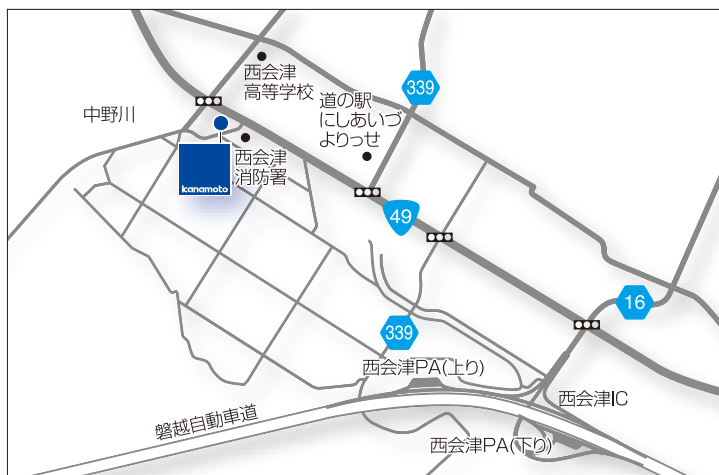 西会津
高等学校
339
道の駅
にしあいづ
よりっせ
中野川
西会津
消防署
kanamoto
49
16
339
西会津PA(上り)
西会津IC
磐越自動車道
西会津PA(下り)